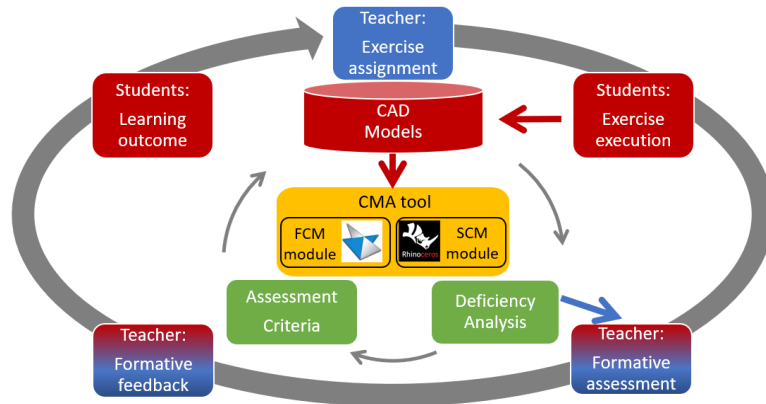 Teacher:
Exercise
assignment
Students:
Learning
outcome
CAD
Models
Students:
Exercise
execution
CMA tool
FCM
module
Rhinoceros
SCM
module
Assessment
Criteria
Deficiency
Analysis
Teacher:
Formative
feedback
Teacher:
Formative
assessment